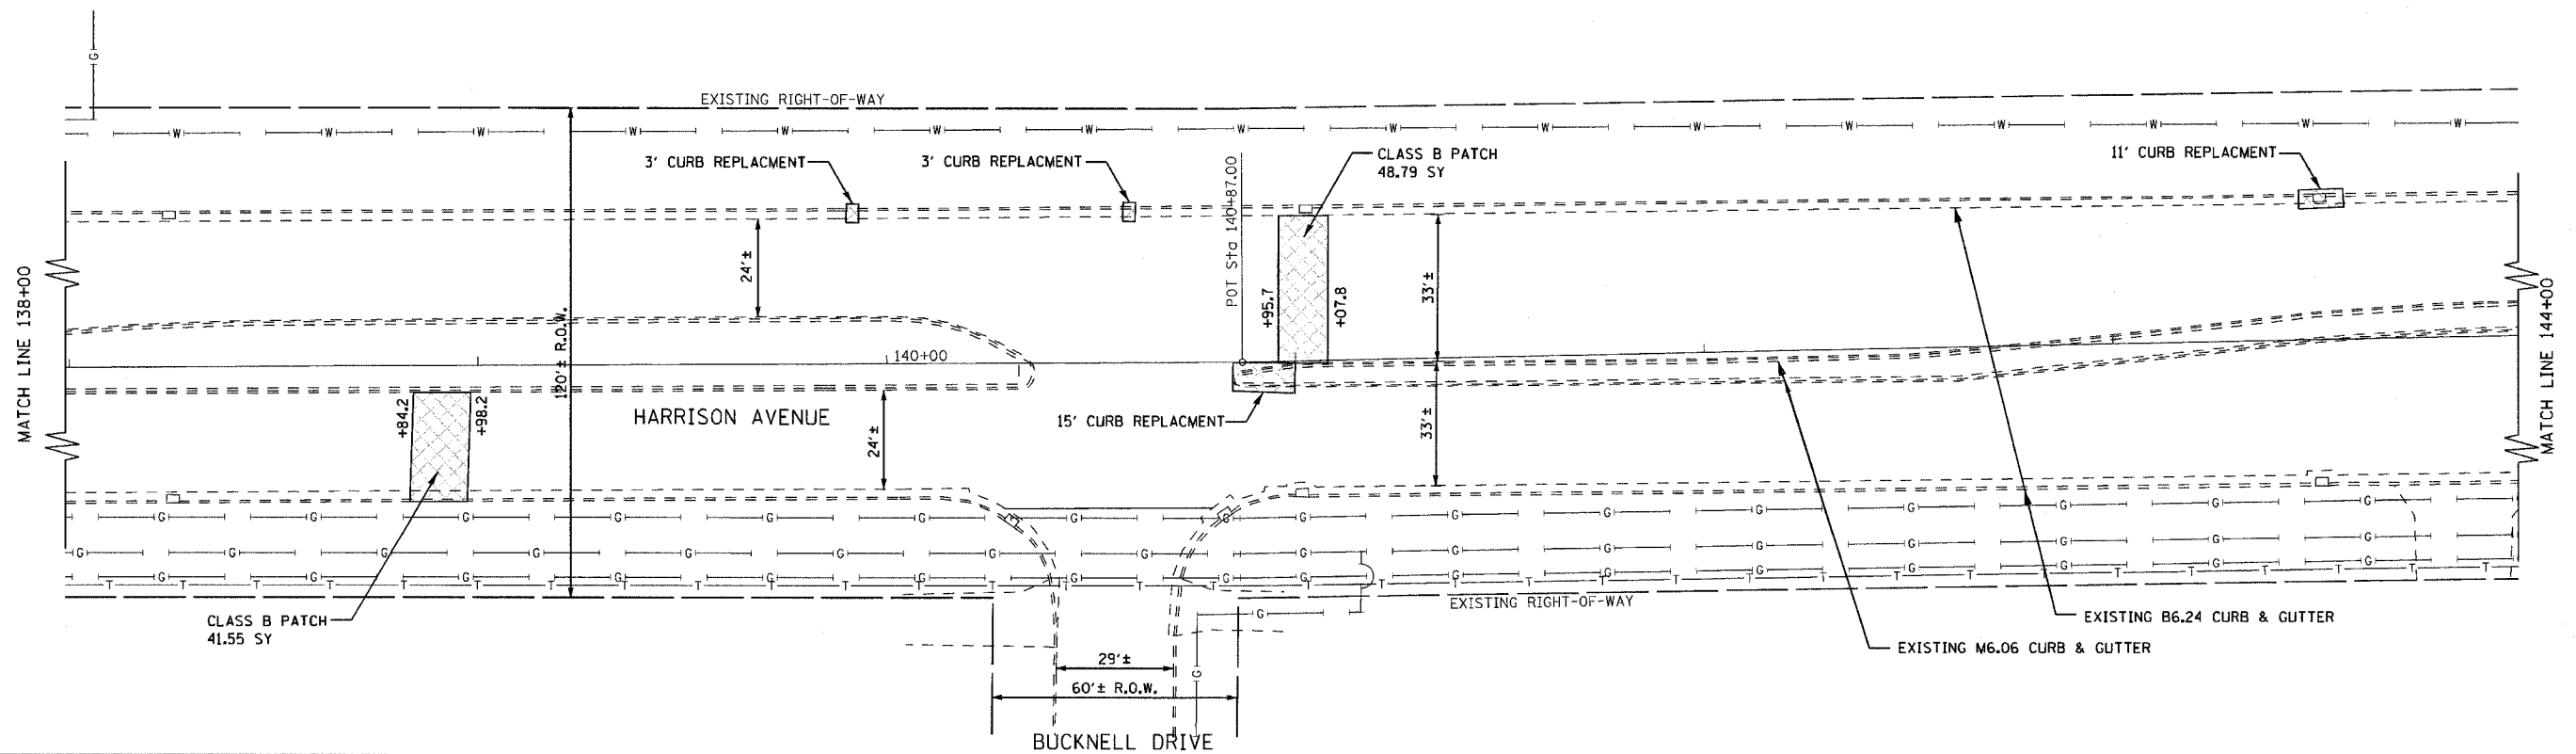 EXISTING RIGHT-OF-WAY
3' CURB REPLACMENT
3' CURB REPLACMENT
CLASS B PATCH
48.79 SY
11' CURB REPLACMENT
POT Sta 140+87.00
MATCH LINE 138+00
24'±
120'± R.O.W.
+95.7
+07.8
33'±
MATCH LINE 144+00
140+00
+84.2
+98.2
HARRISON AVENUE
24'±
15' CURB REPLACMENT
33'±
CLASS B PATCH
41.55 SY
EXISTING RIGHT-OF-WAY
EXISTING B6.24 CURB & GUTTER
EXISTING M6.06 CURB & GUTTER
29'±
60'± R.O.W.
BUCKNELL DRIVE